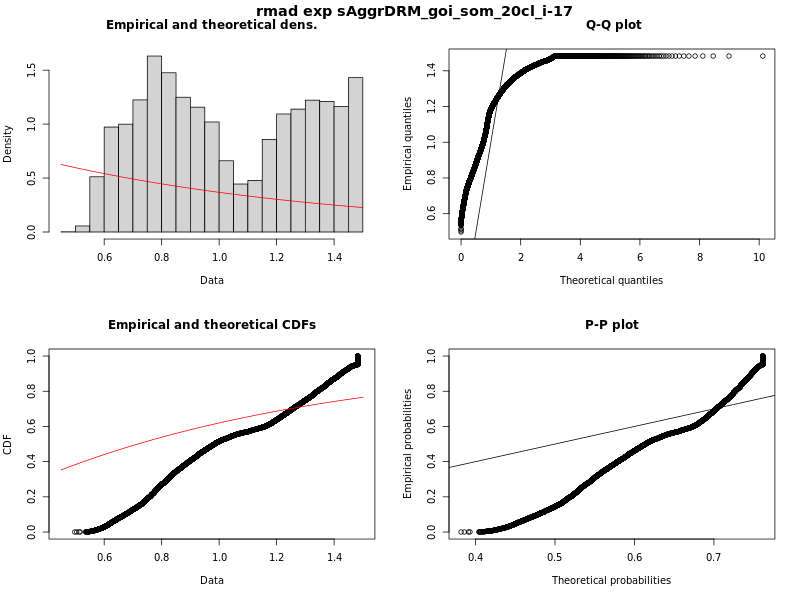 rmad exp sAggrDRM_goi_som_20cl_i-17
Empirical and theoretical dens.
Density
0.0 0.5 1.0 1.5
0.6 0.8 1.0 1.2 1.4
Data
Q-Q plot
Empirical quantiles
0.6 0.8 1.0 1.2 1.4
0 2 4 6 8 10
Theoretical quantiles
Empirical and theoretical CDFs
CDF
0.0 0.2 0.4 0.6 0.8 1.0
0.6 0.8 1.0 1.2 1.4
Data
P-P plot
Empirical probabilities
0.0 0.2 0.4 0.6 0.8 1.0
0.4 0.5 0.6 0.7
Theoretical probabilities